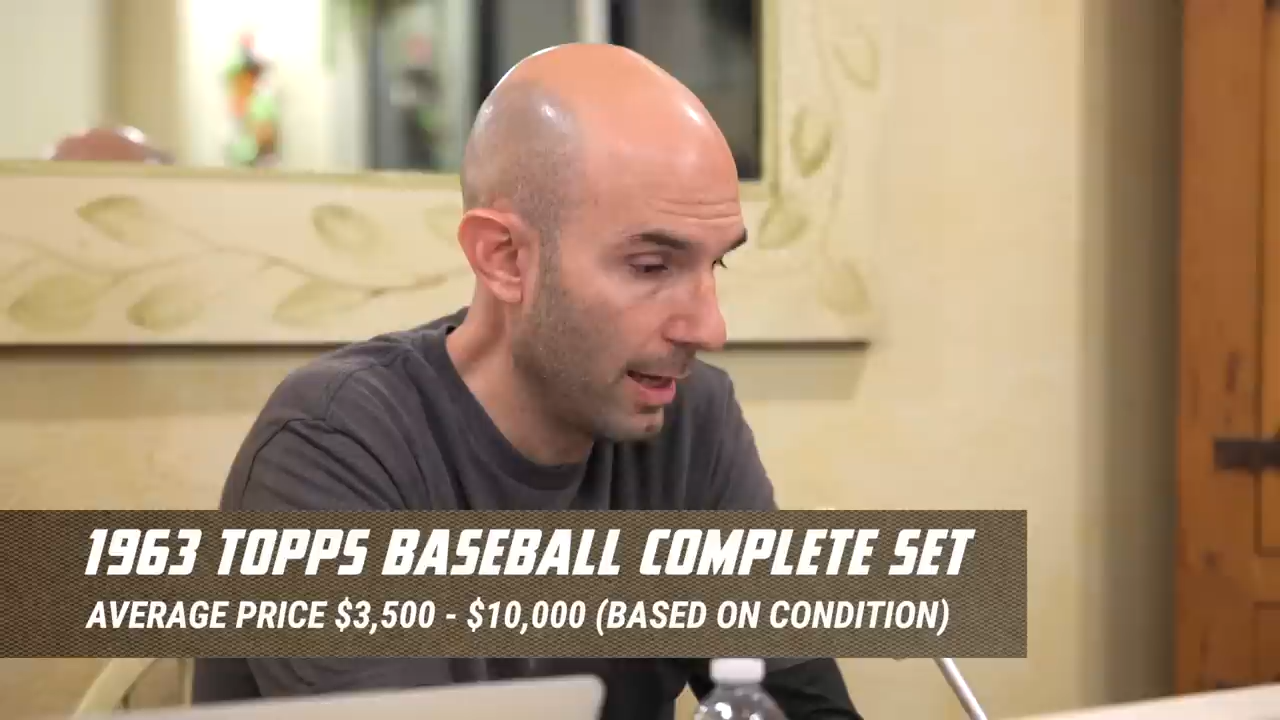 1963 TOPPS BASEBALL COMPLETE SET
AVERAGE PRICE $3,500 - $10,000 (BASED ON CONDITION)